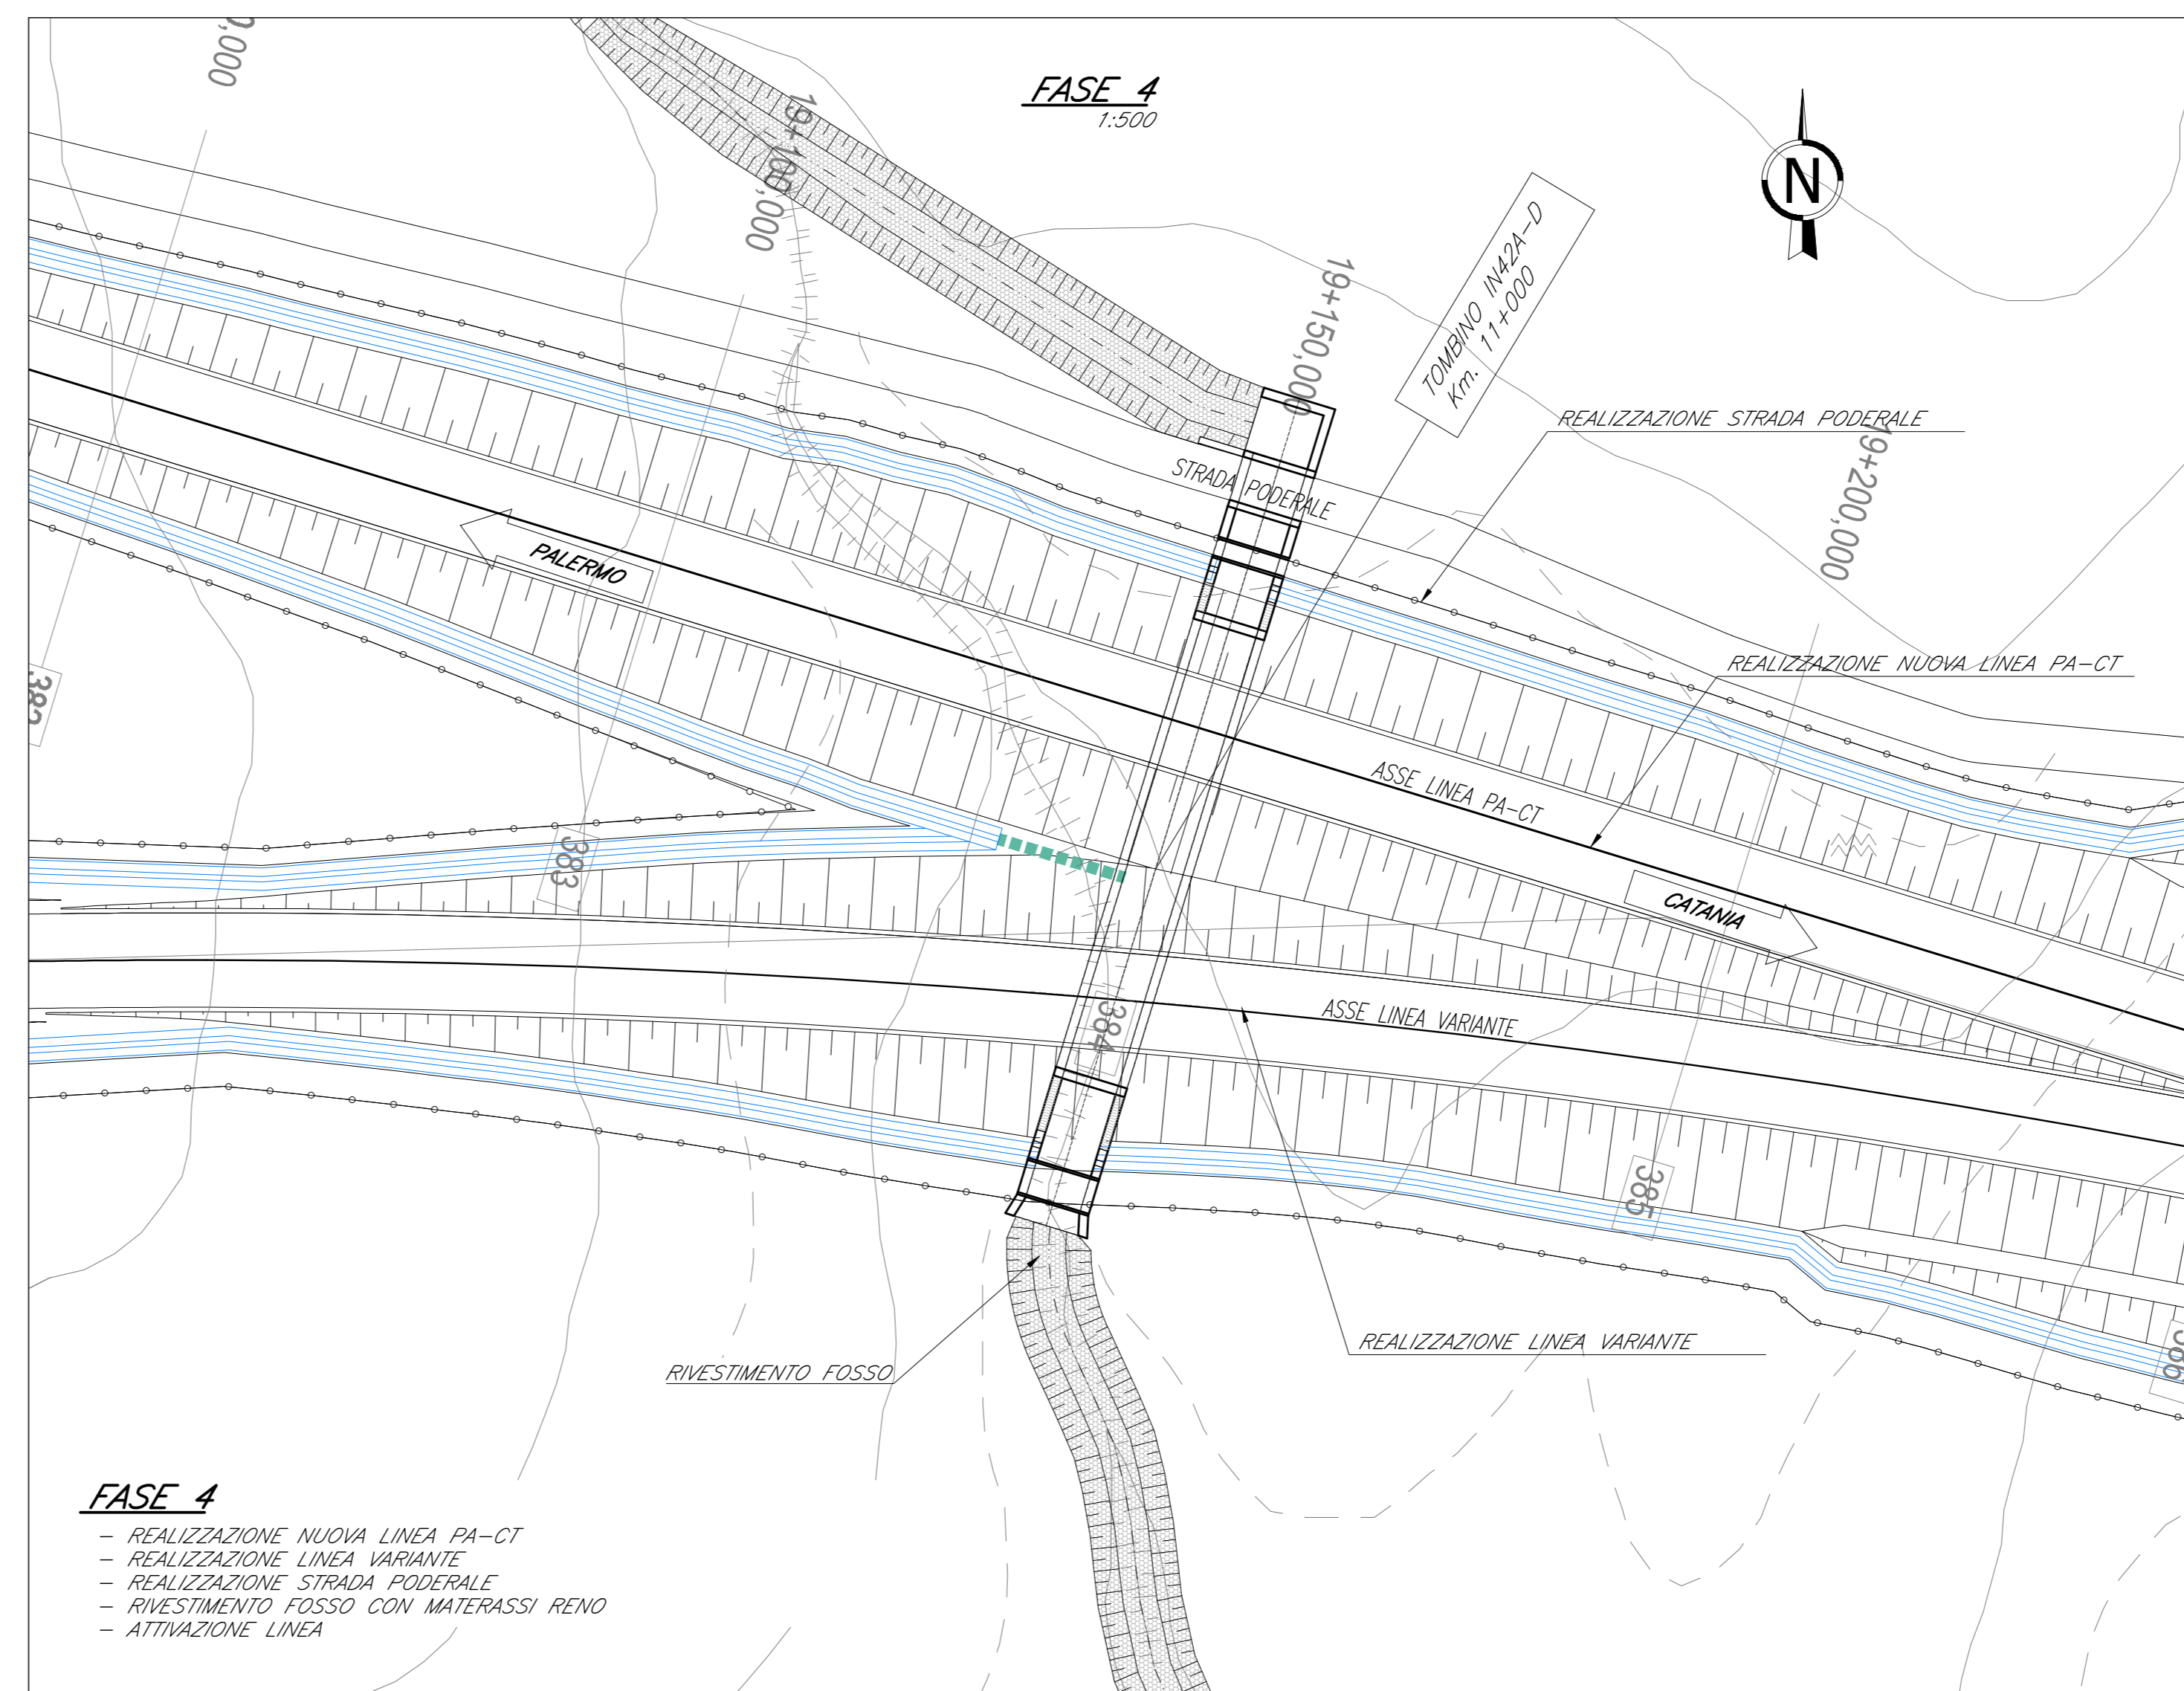 0,000
FASE 4
1:500
19+100,000
N
TOMBINO IN42A-D
Km. 11+000
19+150,000
REALIZZAZIONE STRADA PODERALE
19+200,000
STRADA PODERALE
PALERMO
REALIZZAZIONE NUOVA LINEA PA-CT
ASSE LINEA PA-CT
383
CATANIA
384
ASSE LINEA VARIANTE
385
REALIZZAZIONE LINEA VARIANTE
RIVESTIMENTO FOSSO
FASE 4
- REALIZZAZIONE NUOVA LINEA PA-CT
- REALIZZAZIONE LINEA VARIANTE
- REALIZZAZIONE STRADA PODERALE
- RIVESTIMENTO FOSSO CON MATERASSI RENO
- ATTIVAZIONE LINEA